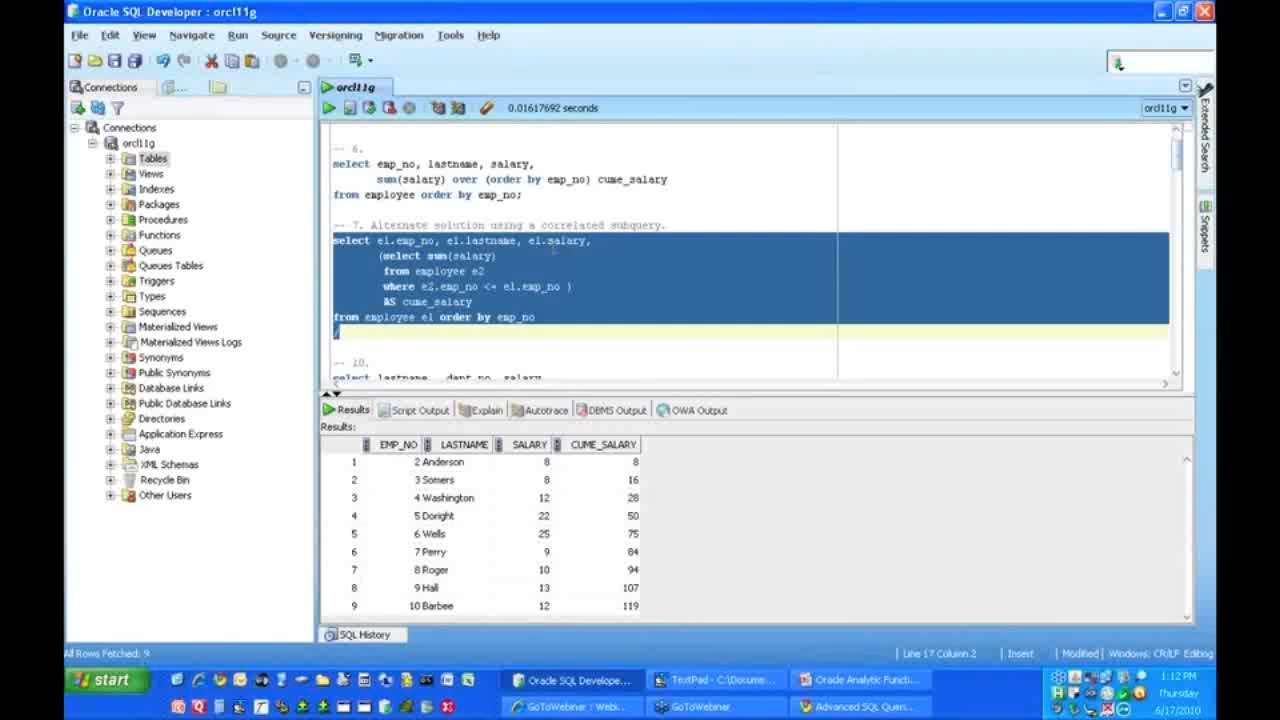 Oracle SQL Developer : orcl11g
File Edit View Navigate Run Source Versioning Migration Tools Help
Connections
orcl11g
0.01617692 seconds
orcl11g
Connections
orcl11g
Tables
Views
Indexes
Packages
Procedures
Functions
Queues
Queues Tables
Triggers
Types
Sequences
Materialized Views
Materialized Views Logs
Synonyms
Public Synonyms
Database Links
Public Database Links
Directories
Application Express
Java
XML Schemas
Recycle Bin
Other Users
-- 6.
select emp_no, lastname, salary,
sum(salary) over (order by emp_no) cume_salary
from employee order by emp_no;
-- 7. Alternate solution using a correlated subquery.
select e1.emp_no, e1.lastname, e1.salary,
(select sum(salary)
from employee e2
where e2.emp_no <= e1.emp_no )
AS cume_salary
from employee e1 order by emp_no
/
-- 10.
select lastname, dept_no, salary
Extended Search
Snippets
Results Script Output Explain Autotrace DBMS Output OWA Output
Results:
EMP_NO LASTNAME SALARY CUME_SALARY
1 2 Anderson 8 8
2 3 Somers 8 16
3 4 Washington 12 28
4 5 Doright 22 50
5 6 Wells 25 75
6 7 Perry 9 84
7 8 Roger 10 94
8 9 Hall 13 107
9 10 Barbee 12 119
SQL History
All Rows Fetched: 9
Line 17 Column 2 Insert Modified Windows: CR/LF Editing
start
Oracle SQL Develope... TextPad - C:\Docume... Oracle Analytic Functi...
GoToWebinar : Webi... GoToWebinar Advanced SQL Queri...
1:12 PM
Thursday
6/17/2010